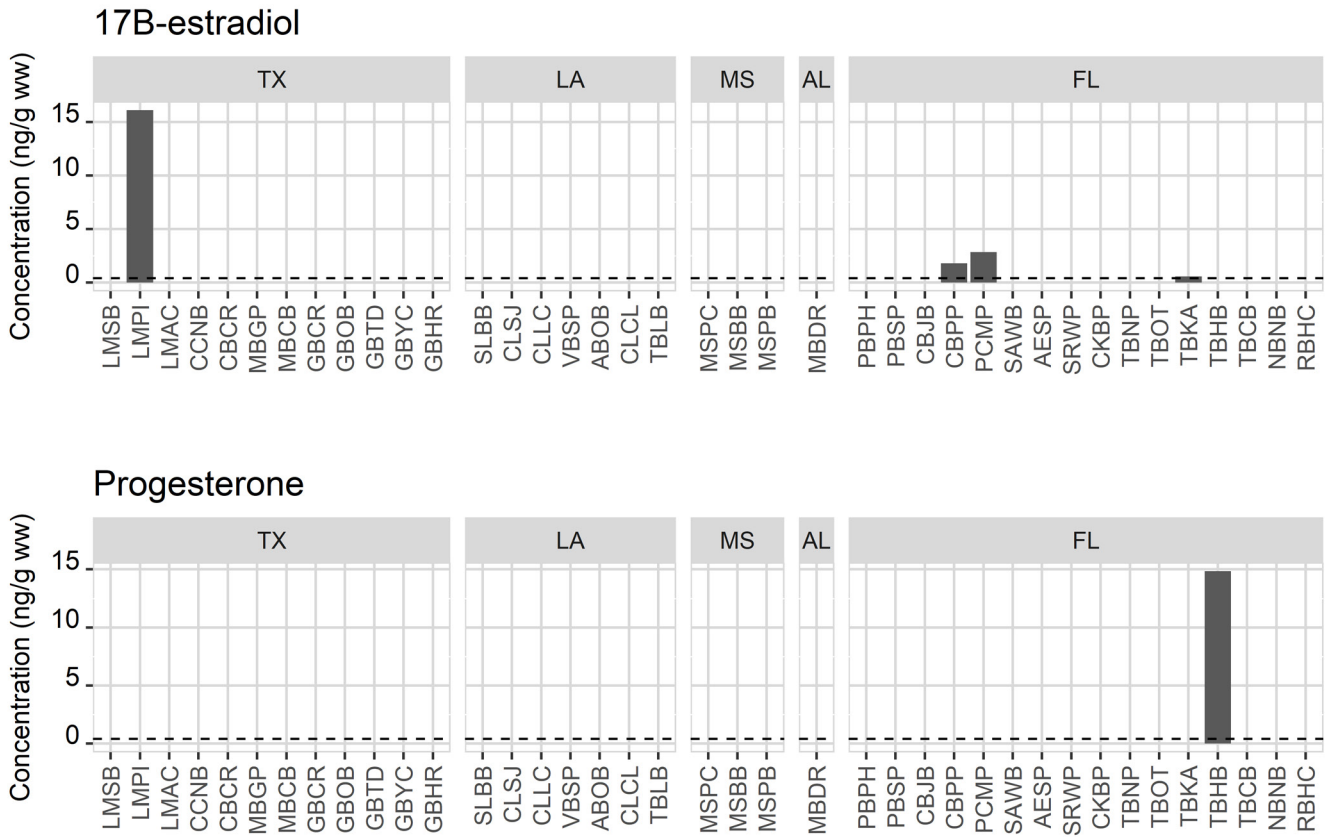 17B-estradiol
TX LA MS AL FL
Concentration (ng/g ww)
15
10
5
0
LMSB LMPI LMAC CCNB CBCR MBGP MBCB GBCR GBOB GBTD GBYC GBHR SLBB CLSJ CLLC VBSP ABOB CLCL TBLB MSPC MSBB MSPB MBDR PBPH PBSP CBJB CBPP PCMP SAWB AESP SRWP CKBP TBNP TBOT TBKA TBHB TBCB NBNB RBHC
Progesterone
TX LA MS AL FL
Concentration (ng/g ww)
15
10
5
0
LMSB LMPI LMAC CCNB CBCR MBGP MBCB GBCR GBOB GBTD GBYC GBHR SLBB CLSJ CLLC VBSP ABOB CLCL TBLB MSPC MSBB MSPB MBDR PBPH PBSP CBJB CBPP PCMP SAWB AESP SRWP CKBP TBNP TBOT TBKA TBHB TBCB NBNB RBHC